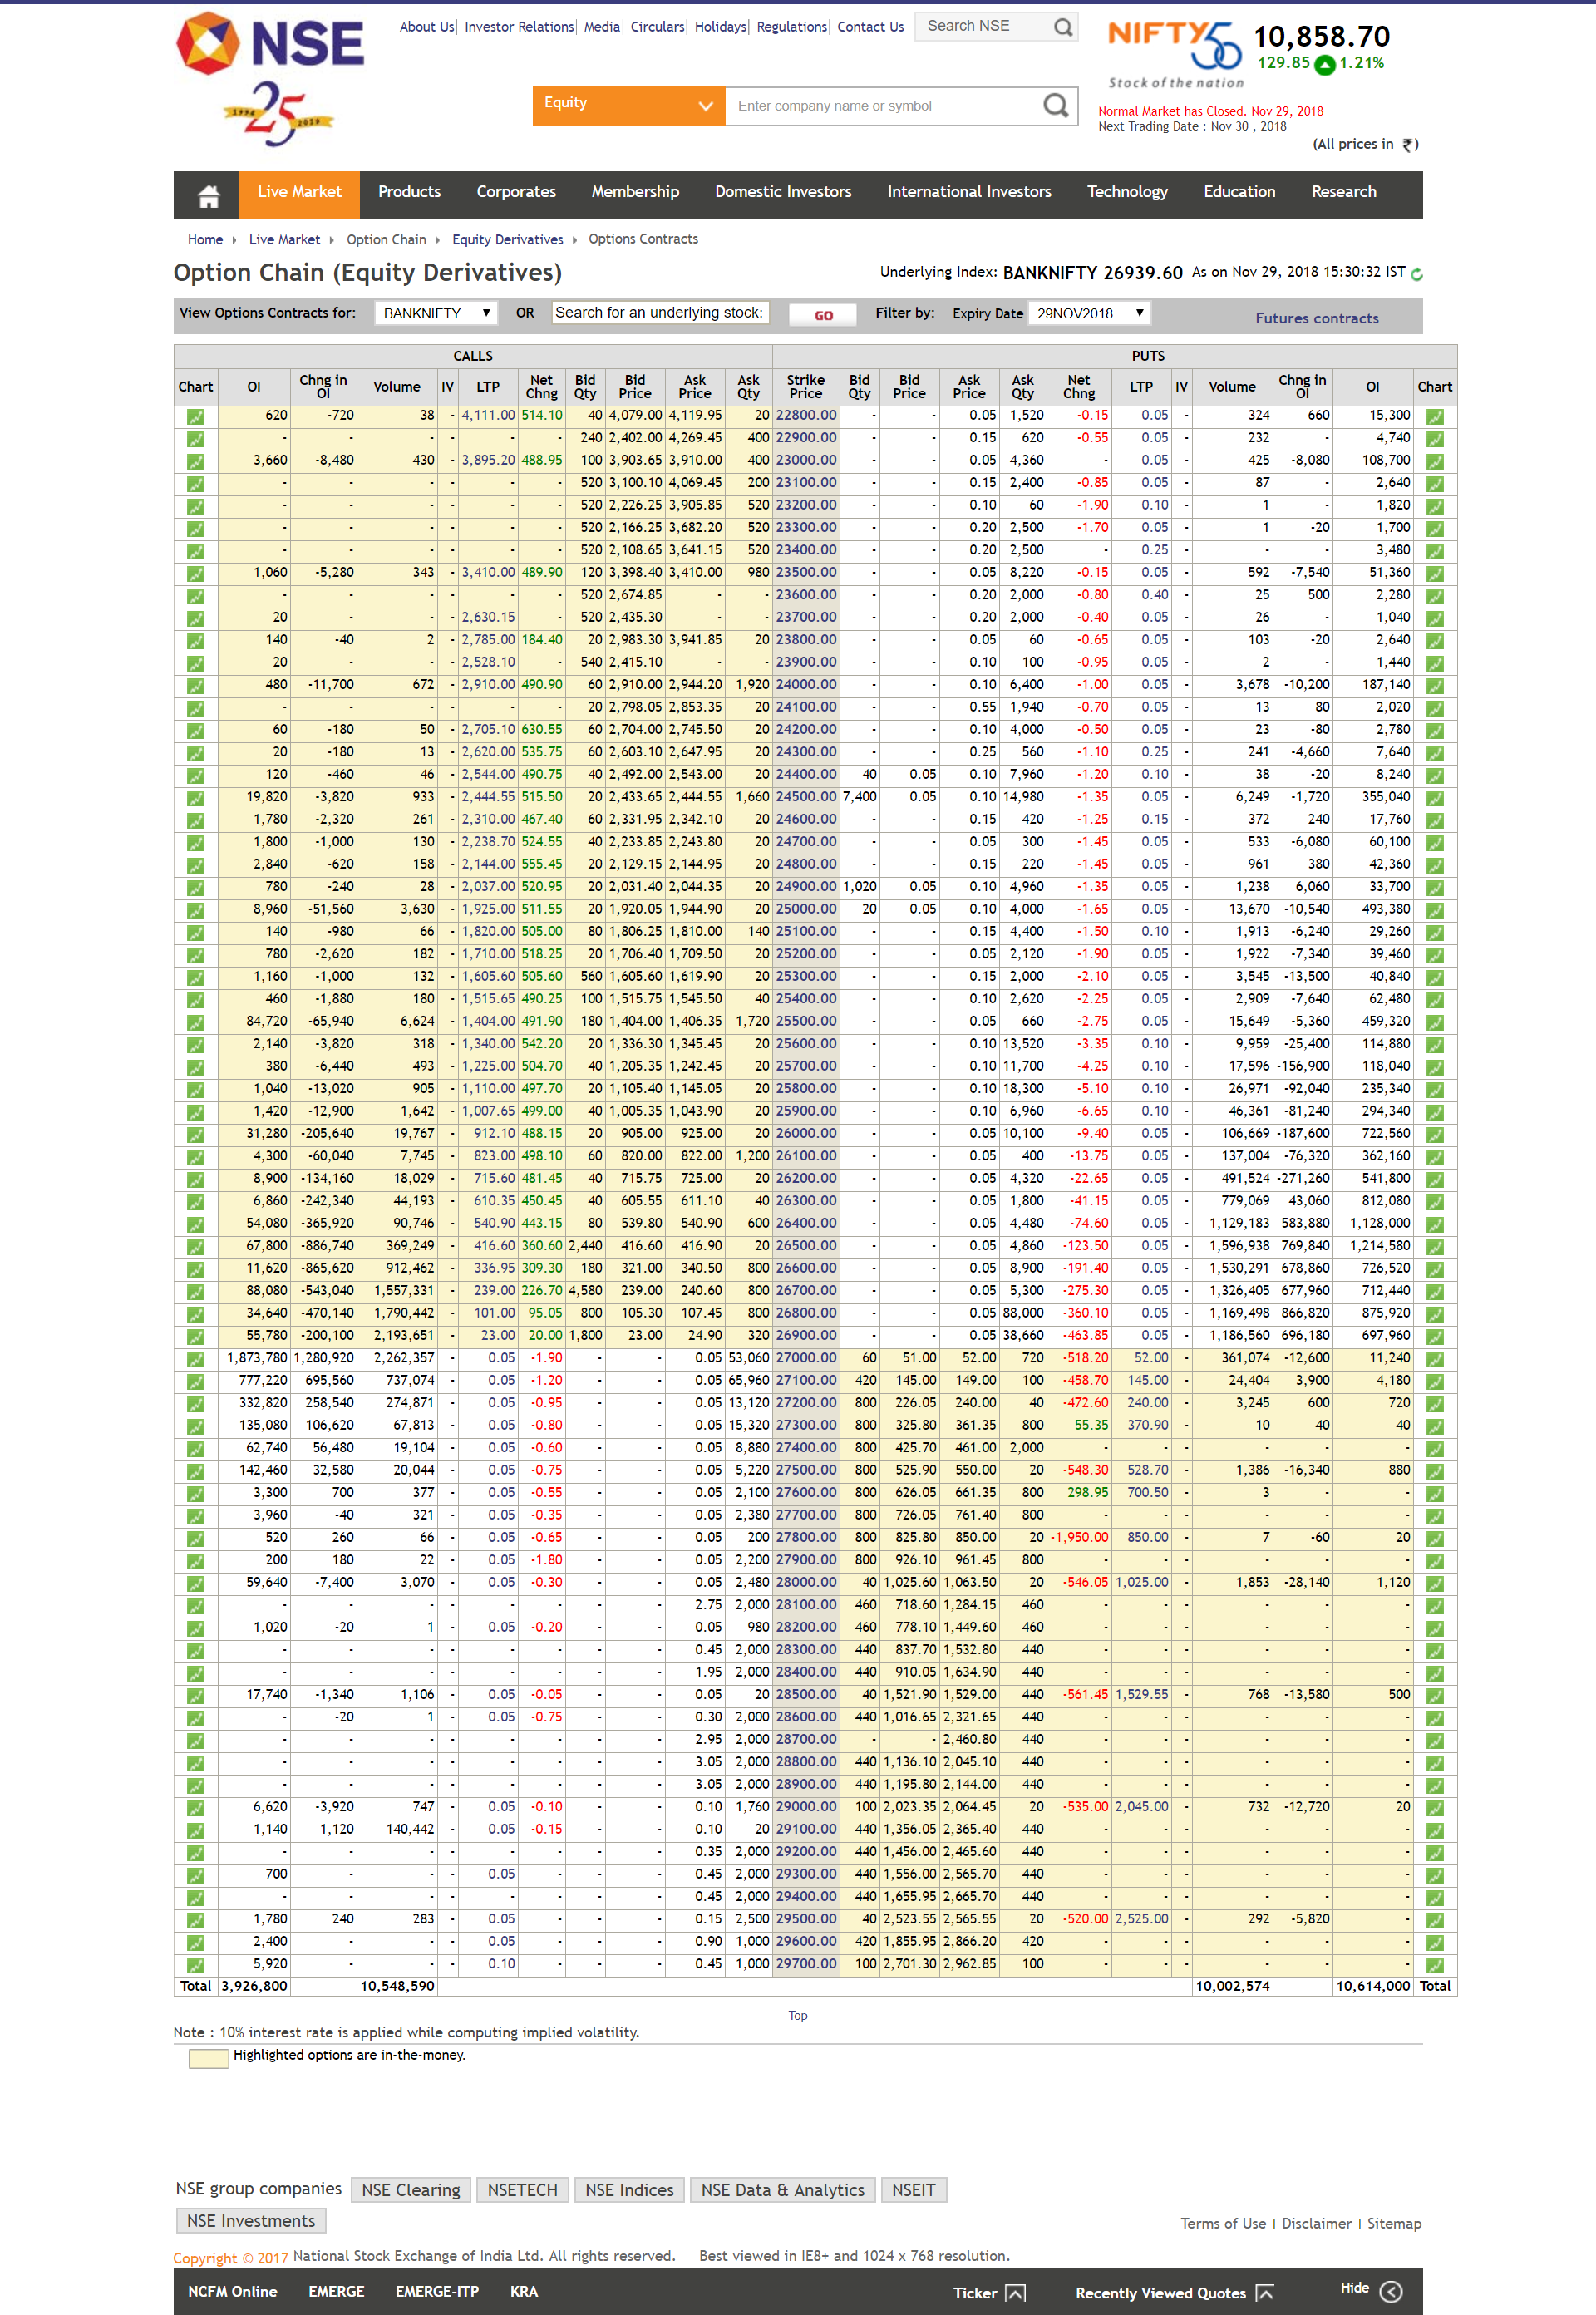 NSE
1994 25 2019
About Us| Investor Relations| Media| Circulars| Holidays| Regulations| Contact Us
Search NSE
NIFTY50
Stock of the nation
10,858.70
129.85 1.21%
Equity
Enter company name or symbol
Normal Market has Closed. Nov 29, 2018
Next Trading Date : Nov 30 , 2018
(All prices in ₹)
Live Market Products Corporates Membership Domestic Investors International Investors Technology Education Research
Home Live Market Option Chain Equity Derivatives Options Contracts
Option Chain (Equity Derivatives)
Underlying Index: BANKNIFTY 26939.60 As on Nov 29, 2018 15:30:32 IST
View Options Contracts for: BANKNIFTY OR Search for an underlying stock: GO Filter by: Expiry Date 29NOV2018 Futures contracts
CALLS PUTS
Chart OI Chng in OI Volume IV LTP Net Chng Bid Qty Bid Price Ask Price Ask Qty Strike Price Bid Qty Bid Price Ask Price Ask Qty Net Chng LTP IV Volume Chng in OI OI Chart
620 -720 38 - 4,111.00 514.10 40 4,079.00 4,119.95 20 22800.00 - - 0.05 1,520 -0.15 0.05 - 324 660 15,300
- - - - - - 240 2,402.00 4,269.45 400 22900.00 - - 0.15 620 -0.55 0.05 - 232 - 4,740
3,660 -8,480 430 - 3,895.20 488.95 100 3,903.65 3,910.00 400 23000.00 - - 0.05 4,360 - 0.05 - 425 -8,080 108,700
- - - - - - 520 3,100.10 4,069.45 200 23100.00 - - 0.15 2,400 -0.85 0.05 - 87 - 2,640
- - - - - - 520 2,226.25 3,905.85 520 23200.00 - - 0.10 60 -1.90 0.10 - 1 - 1,820
- - - - - - 520 2,166.25 3,682.20 520 23300.00 - - 0.20 2,500 -1.70 0.05 - 1 -20 1,700
- - - - - - 520 2,108.65 3,641.15 520 23400.00 - - 0.20 2,500 - 0.25 - - - 3,480
1,060 -5,280 343 - 3,410.00 489.90 120 3,398.40 3,410.00 980 23500.00 - - 0.05 8,220 -0.15 0.05 - 592 -7,540 51,360
- - - - - - 520 2,674.85 - - 23600.00 - - 0.20 2,000 -0.80 0.40 - 25 500 2,280
20 - - - 2,630.15 - 520 2,435.30 - - 23700.00 - - 0.20 2,000 -0.40 0.05 - 26 - 1,040
140 -40 2 - 2,785.00 184.40 20 2,983.30 3,941.85 20 23800.00 - - 0.05 60 -0.65 0.05 - 103 -20 2,640
20 - - - 2,528.10 - 540 2,415.10 - - 23900.00 - - 0.10 100 -0.95 0.05 - 2 - 1,440
480 -11,700 672 - 2,910.00 490.90 60 2,910.00 2,944.20 1,920 24000.00 - - 0.10 6,400 -1.00 0.05 - 3,678 -10,200 187,140
- - - - - - 20 2,798.05 2,853.35 20 24100.00 - - 0.55 1,940 -0.70 0.05 - 13 80 2,020
60 -180 50 - 2,705.10 630.55 60 2,704.00 2,745.50 20 24200.00 - - 0.10 4,000 -0.50 0.05 - 23 -80 2,780
20 -180 13 - 2,620.00 535.75 60 2,603.10 2,647.95 20 24300.00 - - 0.25 560 -1.10 0.25 - 241 -4,660 7,640
120 -460 46 - 2,544.00 490.75 40 2,492.00 2,543.00 20 24400.00 40 0.05 0.10 7,960 -1.20 0.10 - 38 -20 8,240
19,820 -3,820 933 - 2,444.55 515.50 20 2,433.65 2,444.55 1,660 24500.00 7,400 0.05 0.10 14,980 -1.35 0.05 - 6,249 -1,720 355,040
1,780 -2,320 261 - 2,310.00 467.40 60 2,331.95 2,342.10 20 24600.00 - - 0.15 420 -1.25 0.15 - 372 240 17,760
1,800 -1,000 130 - 2,238.70 524.55 40 2,233.85 2,243.80 20 24700.00 - - 0.05 300 -1.45 0.05 - 533 -6,080 60,100
2,840 -620 158 - 2,144.00 555.45 20 2,129.15 2,144.95 20 24800.00 - - 0.15 220 -1.45 0.05 - 961 380 42,360
780 -240 28 - 2,037.00 520.95 20 2,031.40 2,044.35 20 24900.00 1,020 0.05 0.10 4,960 -1.35 0.05 - 1,238 6,060 33,700
8,960 -51,560 3,630 - 1,925.00 511.55 20 1,920.05 1,944.90 20 25000.00 20 0.05 0.10 4,000 -1.65 0.05 - 13,670 -10,540 493,380
140 -980 66 - 1,820.00 505.00 80 1,806.25 1,810.00 140 25100.00 - - 0.15 4,400 -1.50 0.10 - 1,913 -6,240 29,260
780 -2,620 182 - 1,710.00 518.25 20 1,706.40 1,709.50 20 25200.00 - - 0.05 2,120 -1.90 0.05 - 1,922 -7,340 39,460
1,160 -1,000 132 - 1,605.60 505.60 560 1,605.60 1,619.90 20 25300.00 - - 0.15 2,000 -2.10 0.05 - 3,545 -13,500 40,840
460 -1,880 180 - 1,515.65 490.25 100 1,515.75 1,545.50 40 25400.00 - - 0.10 2,620 -2.25 0.05 - 2,909 -7,640 62,480
84,720 -65,940 6,624 - 1,404.00 491.90 180 1,404.00 1,406.35 1,720 25500.00 - - 0.05 660 -2.75 0.05 - 15,649 -5,360 459,320
2,140 -3,820 318 - 1,340.00 542.20 20 1,336.30 1,345.45 20 25600.00 - - 0.10 13,520 -3.35 0.10 - 9,959 -25,400 114,880
380 -6,440 493 - 1,225.00 504.70 40 1,205.35 1,242.45 20 25700.00 - - 0.10 11,700 -4.25 0.10 - 17,596 -156,900 118,040
1,040 -13,020 905 - 1,110.00 497.70 20 1,105.40 1,145.05 20 25800.00 - - 0.10 18,300 -5.10 0.10 - 26,971 -92,040 235,340
1,420 -12,900 1,642 - 1,007.65 499.00 40 1,005.35 1,043.90 20 25900.00 - - 0.10 6,960 -6.65 0.10 - 46,361 -81,240 294,340
31,280 -205,640 19,767 - 912.10 488.15 20 905.00 925.00 20 26000.00 - - 0.05 10,100 -9.40 0.05 - 106,669 -187,600 722,560
4,300 -60,040 7,745 - 823.00 498.10 60 820.00 822.00 1,200 26100.00 - - 0.05 400 -13.75 0.05 - 137,004 -76,320 362,160
8,900 -134,160 18,029 - 715.60 481.45 40 715.75 725.00 20 26200.00 - - 0.05 4,320 -22.65 0.05 - 491,524 -271,260 541,800
6,860 -242,340 44,193 - 610.35 450.45 40 605.55 611.10 40 26300.00 - - 0.05 1,800 -41.15 0.05 - 779,069 43,060 812,080
54,080 -365,920 90,746 - 540.90 443.15 80 539.80 540.90 600 26400.00 - - 0.05 4,480 -74.60 0.05 - 1,129,183 583,880 1,128,000
67,800 -886,740 369,249 - 416.60 360.60 2,440 416.60 416.90 20 26500.00 - - 0.05 4,860 -123.50 0.05 - 1,596,938 769,840 1,214,580
11,620 -865,620 912,462 - 336.95 309.30 180 321.00 340.50 800 26600.00 - - 0.05 8,900 -191.40 0.05 - 1,530,291 678,860 726,520
88,080 -543,040 1,557,331 - 239.00 226.70 4,580 239.00 240.60 800 26700.00 - - 0.05 5,300 -275.30 0.05 - 1,326,405 677,960 712,440
34,640 -470,140 1,790,442 - 101.00 95.05 800 105.30 107.45 800 26800.00 - - 0.05 88,000 -360.10 0.05 - 1,169,498 866,820 875,920
55,780 -200,100 2,193,651 - 23.00 20.00 1,800 23.00 24.90 320 26900.00 - - 0.05 38,660 -463.85 0.05 - 1,186,560 696,180 697,960
1,873,780 1,280,920 2,262,357 - 0.05 -1.90 - - 0.05 53,060 27000.00 60 51.00 52.00 720 -518.20 52.00 - 361,074 -12,600 11,240
777,220 695,560 737,074 - 0.05 -1.20 - - 0.05 65,960 27100.00 420 145.00 149.00 100 -458.70 145.00 - 24,404 3,900 4,180
332,820 258,540 274,871 - 0.05 -0.95 - - 0.05 13,120 27200.00 800 226.05 240.00 40 -472.60 240.00 - 3,245 600 720
135,080 106,620 67,813 - 0.05 -0.80 - - 0.05 15,320 27300.00 800 325.80 361.35 800 55.35 370.90 - 10 40 40
62,740 56,480 19,104 - 0.05 -0.60 - - 0.05 8,880 27400.00 800 425.70 461.00 2,000 - - - - - -
142,460 32,580 20,044 - 0.05 -0.75 - - 0.05 5,220 27500.00 800 525.90 550.00 20 -548.30 528.70 - 1,386 -16,340 880
3,300 700 377 - 0.05 -0.55 - - 0.05 2,100 27600.00 800 626.05 661.35 800 298.95 700.50 - 3 - -
3,960 -40 321 - 0.05 -0.35 - - 0.05 2,380 27700.00 800 726.05 761.40 800 - - - - - -
520 260 66 - 0.05 -0.65 - - 0.05 200 27800.00 800 825.80 850.00 20 -1,950.00 850.00 - 7 -60 20
200 180 22 - 0.05 -1.80 - - 0.05 2,200 27900.00 800 926.10 961.45 800 - - - - - -
59,640 -7,400 3,070 - 0.05 -0.30 - - 0.05 2,480 28000.00 40 1,025.60 1,063.50 20 -546.05 1,025.00 - 1,853 -28,140 1,120
- - - - - - - - 2.75 2,000 28100.00 460 718.60 1,284.15 460 - - - - - -
1,020 -20 1 - 0.05 -0.20 - - 0.05 980 28200.00 460 778.10 1,449.60 460 - - - - - -
- - - - - - - - 0.45 2,000 28300.00 440 837.70 1,532.80 440 - - - - - -
- - - - - - - - 1.95 2,000 28400.00 440 910.05 1,634.90 440 - - - - - -
17,740 -1,340 1,106 - 0.05 -0.05 - - 0.05 20 28500.00 40 1,521.90 1,529.00 440 -561.45 1,529.55 - 768 -13,580 500
- -20 1 - 0.05 -0.75 - - 0.30 2,000 28600.00 440 1,016.65 2,321.65 440 - - - - - -
- - - - - - - - 2.95 2,000 28700.00 - - 2,460.80 440 - - - - - -
- - - - - - - - 3.05 2,000 28800.00 440 1,136.10 2,045.10 440 - - - - - -
- - - - - - - - 3.05 2,000 28900.00 440 1,195.80 2,144.00 440 - - - - - -
6,620 -3,920 747 - 0.05 -0.10 - - 0.10 1,760 29000.00 100 2,023.35 2,064.45 20 -535.00 2,045.00 - 732 -12,720 20
1,140 1,120 140,442 - 0.05 -0.15 - - 0.10 20 29100.00 440 1,356.05 2,365.40 440 - - - - - -
- - - - - - - - 0.35 2,000 29200.00 440 1,456.00 2,465.60 440 - - - - - -
700 - - - 0.05 - - - 0.45 2,000 29300.00 440 1,556.00 2,565.70 440 - - - - - -
- - - - - - - - 0.45 2,000 29400.00 440 1,655.95 2,665.70 440 - - - - - -
1,780 240 283 - 0.05 - - - 0.15 2,500 29500.00 40 2,523.55 2,565.55 20 -520.00 2,525.00 - 292 -5,820 -
2,400 - - - 0.05 - - - 0.90 1,000 29600.00 420 1,855.95 2,866.20 420 - - - - - -
5,920 - - - 0.10 - - - 0.45 1,000 29700.00 100 2,701.30 2,962.85 100 - - - - - -
Total 3,926,800 10,548,590 10,002,574 10,614,000 Total
Top
Note : 10% interest rate is applied while computing implied volatility.
Highlighted options are in-the-money.
NSE group companies NSE Clearing NSETECH NSE Indices NSE Data & Analytics NSEIT
NSE Investments
Terms of Use | Disclaimer | Sitemap
Copyright © 2017 National Stock Exchange of India Ltd. All rights reserved. Best viewed in IE8+ and 1024 x 768 resolution.
NCFM Online EMERGE EMERGE-ITP KRA Ticker Recently Viewed Quotes Hide